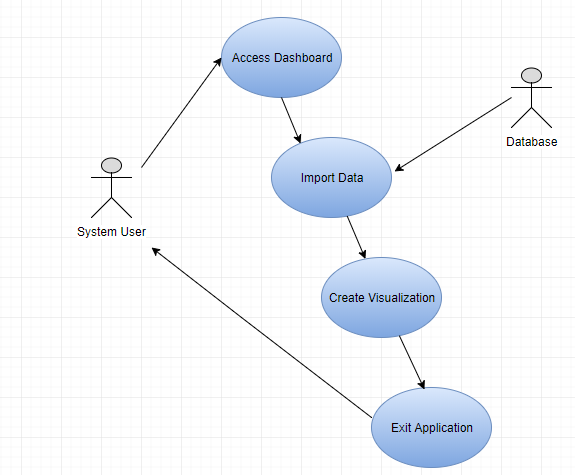 Access Dashboard
Database
Import Data
System User
Create Visualization
Exit Application